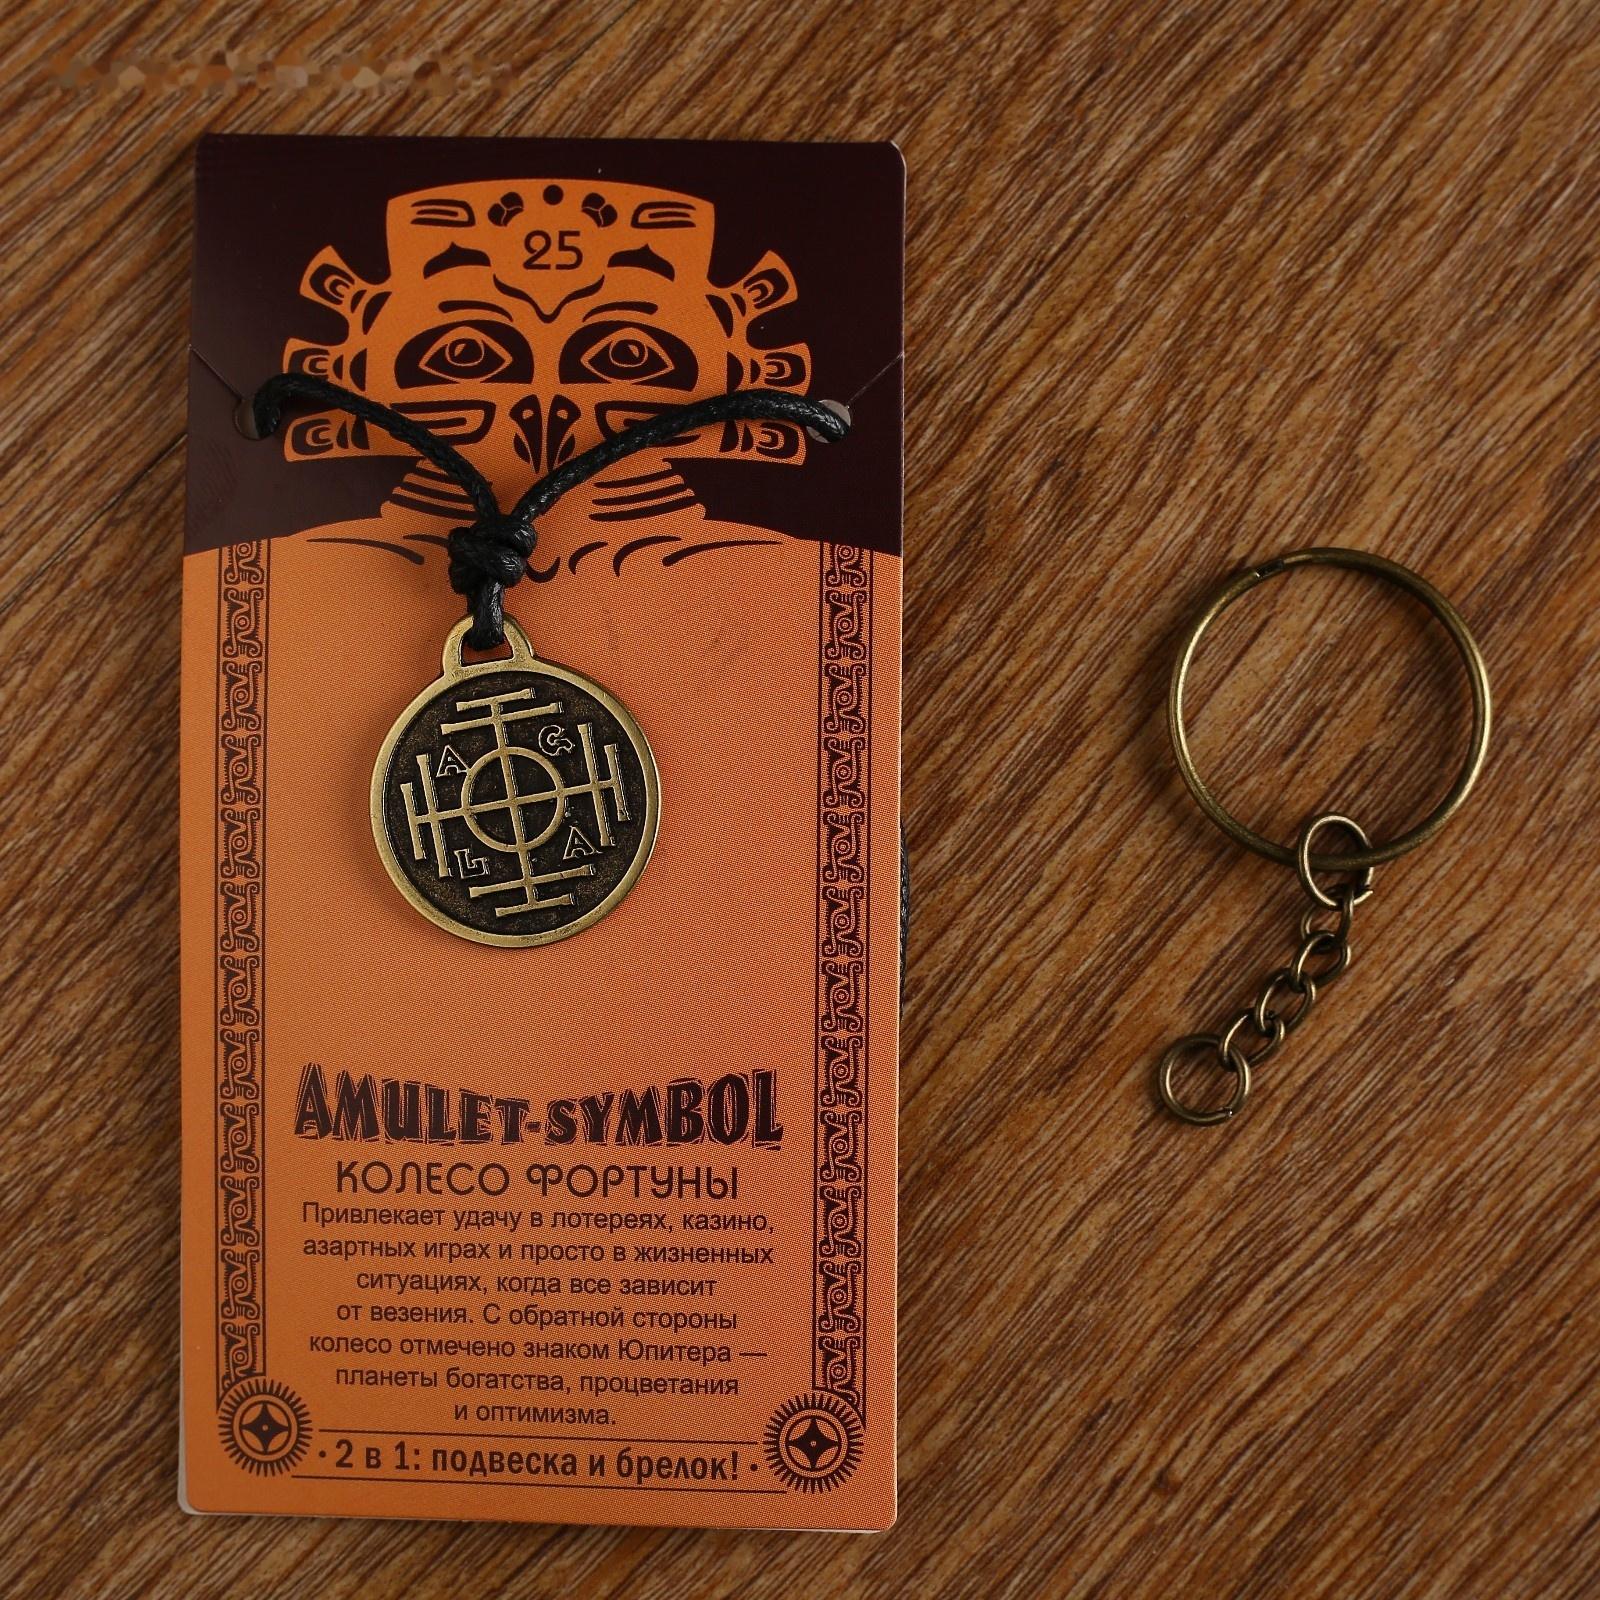 25
A G
L A
AMULET-SYMBOL
КОЛЕСО ФОРТУНЫ
Привлекает удачу в лотереях, казино,
азартных играх и просто в жизненных
ситуациях, когда все зависит
от везения. С обратной стороны
колесо отмечено знаком Юпитера —
планеты богатства, процветания
и оптимизма.
· 2 в 1: подвеска и брелок! ·